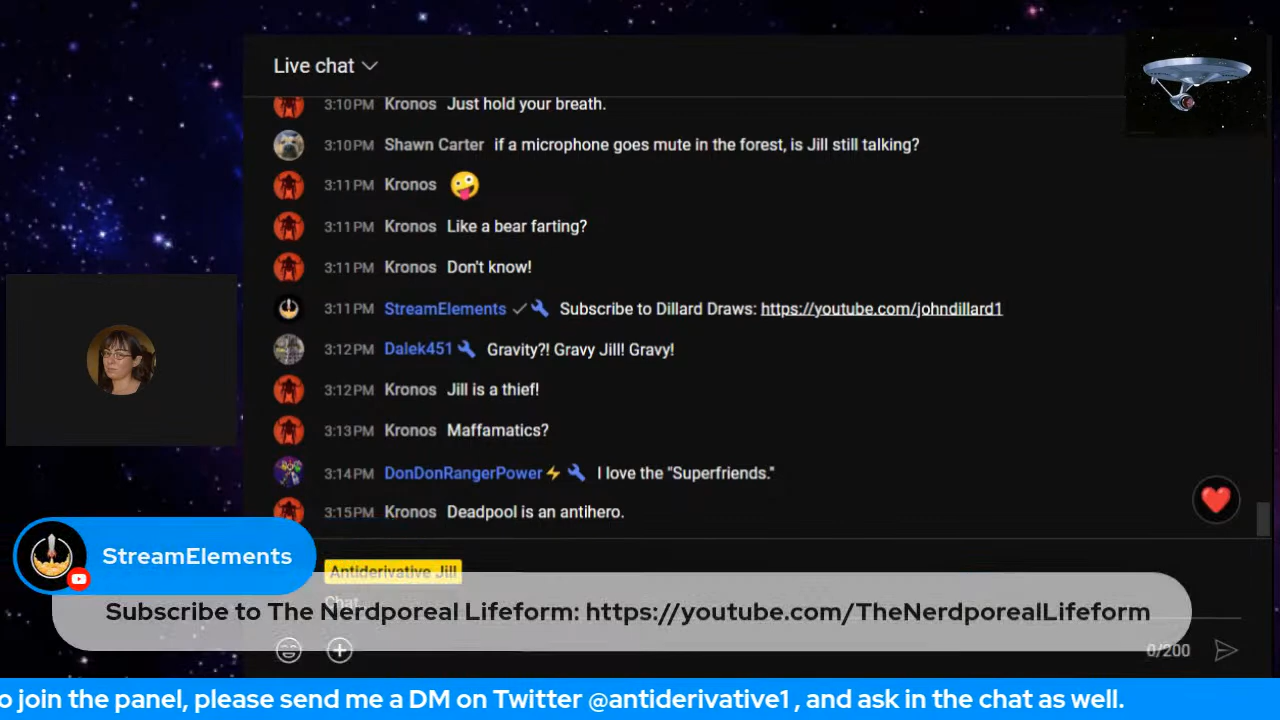 Live chat
3:10 PM Kronos Just hold your breath.
3:10 PM Shawn Carter if a microphone goes mute in the forest, is Jill still talking?
3:11 PM Kronos
3:11 PM Kronos Like a bear farting?
3:11 PM Kronos Don't know!
3:11 PM StreamElements Subscribe to Dillard Draws: https://youtube.com/johndillard1
3:12 PM Dalek451 Gravity?! Gravy Jill! Gravy!
3:12 PM Kronos Jill is a thief!
3:13 PM Kronos Maffamatics?
3:14 PM DonDonRangerPower I love the "Superfriends."
3:15 PM Kronos Deadpool is an antihero.
StreamElements
Antiderivative Jill
Chat...
Subscribe to The Nerdporeal Lifeform: https://youtube.com/TheNerdporealLifeform
0/200
o join the panel, please send me a DM on Twitter @antiderivative1 , and ask in the chat as well.